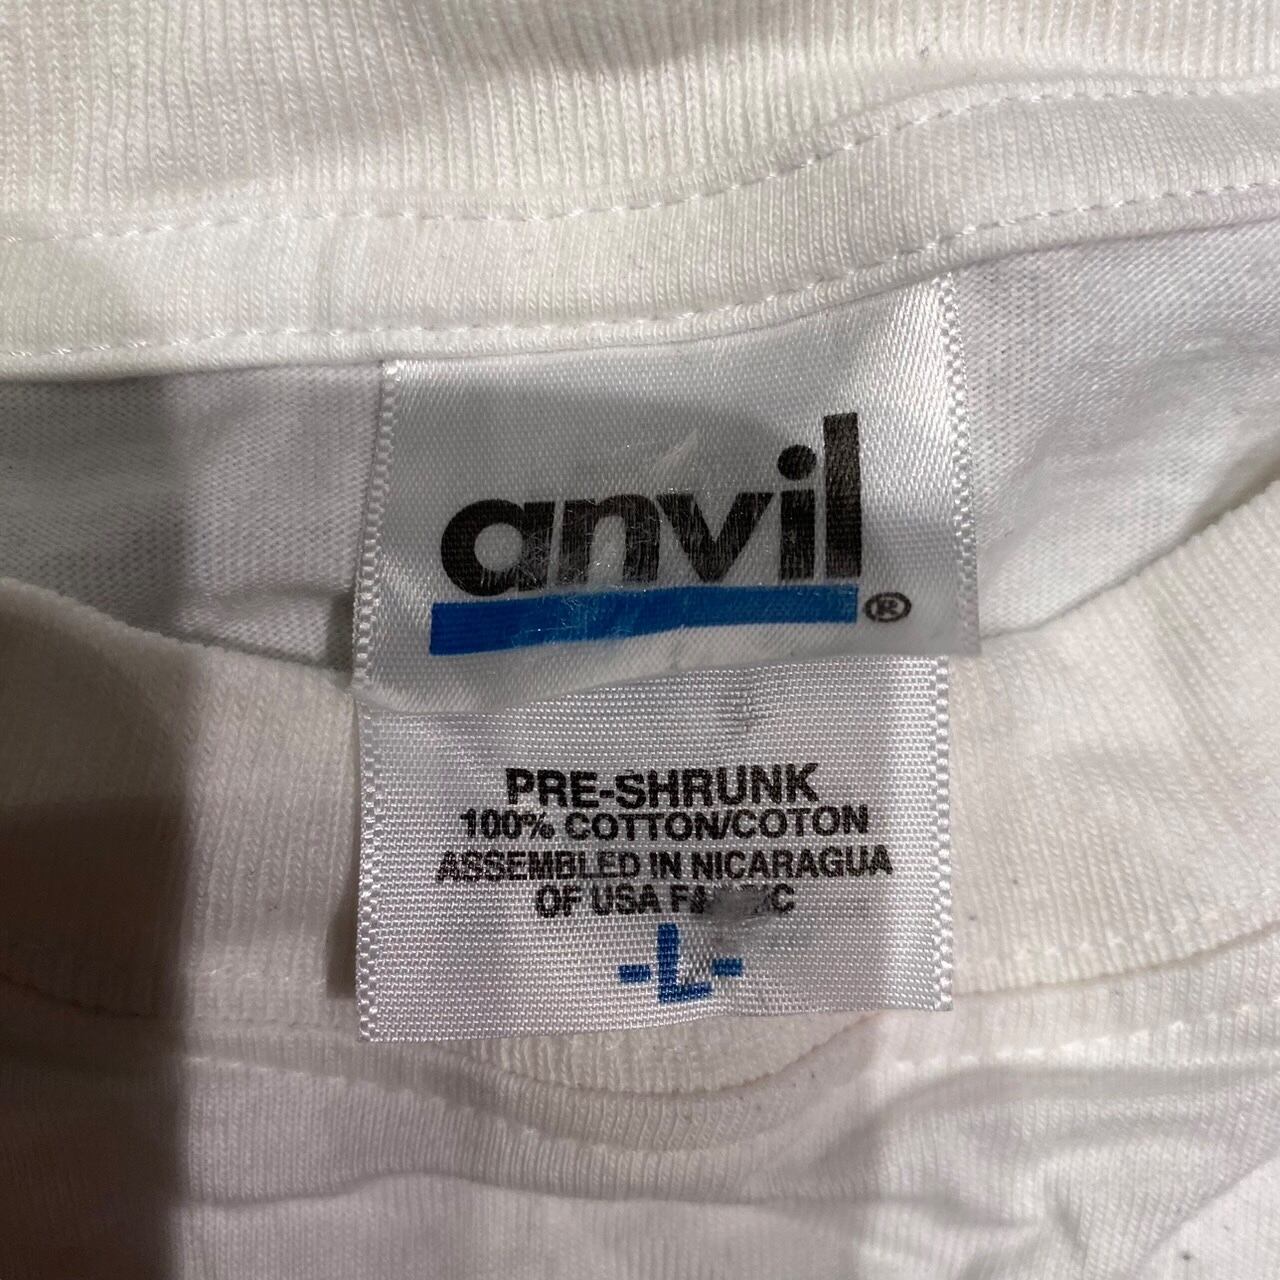 anvil®
PRE-SHRUNK
100% COTTON/COTON
ASSEMBLED IN NICARAGUA
OF USA
-L-